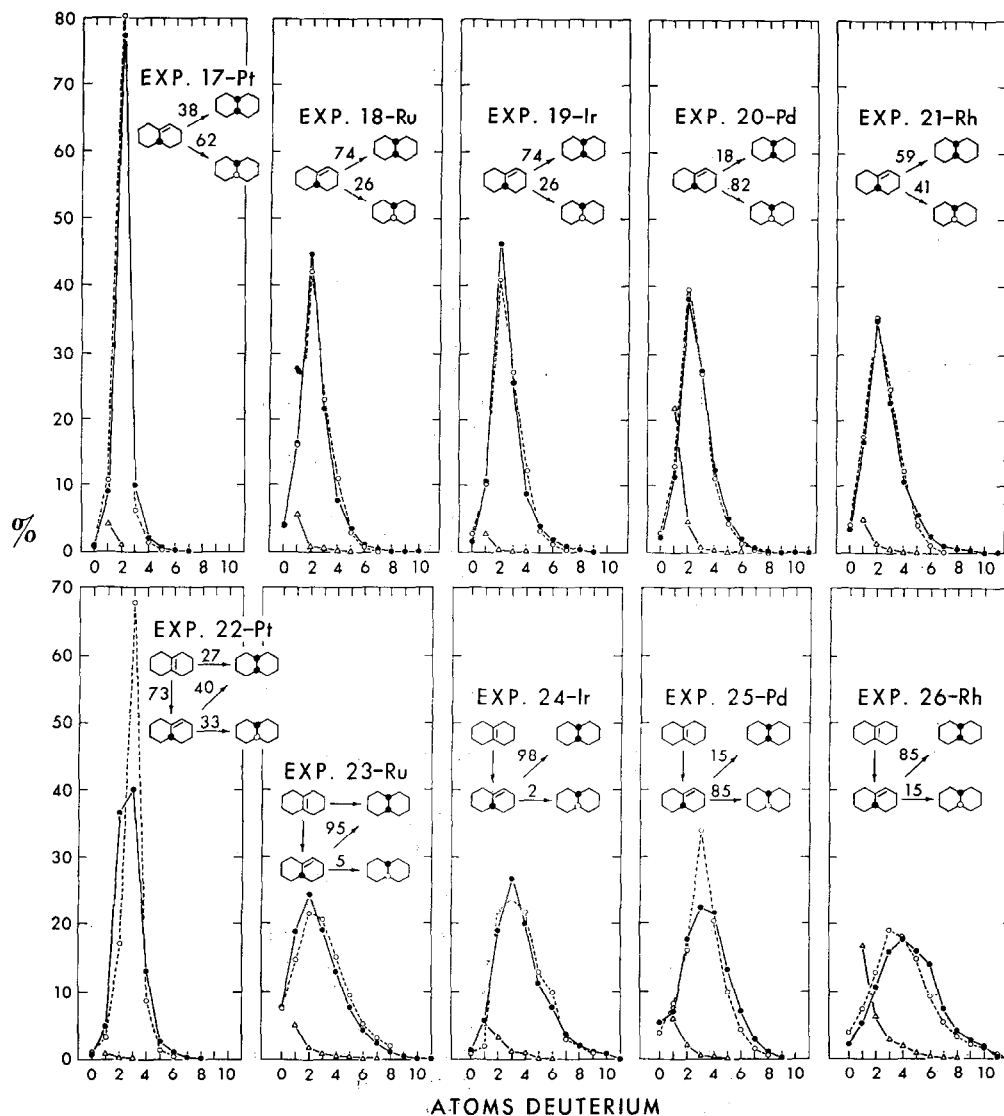 80
70
60
50
40
30
20
10
0
%
EXP. 17-Pt
38
62
EXP. 18-Ru
74
26
EXP. 19-Ir
74
26
EXP. 20-Pd
18
82
EXP. 21-Rh
59
41
0 2 4 6 8 10
0 2 4 6 8 10
0 2 4 6 8 10
0 2 4 6 8 10
0 2 4 6 8 10
70
60
50
40
30
20
10
0
EXP. 22-Pt
27
73
40
33
EXP. 23-Ru
95
5
EXP. 24-Ir
98
2
EXP. 25-Pd
15
85
EXP. 26-Rh
85
15
0 2 4 6 8 10
0 2 4 6 8 10
0 2 4 6 8 10
0 2 4 6 8 10
0 2 4 6 8 10
ATOMS DEUTERIUM